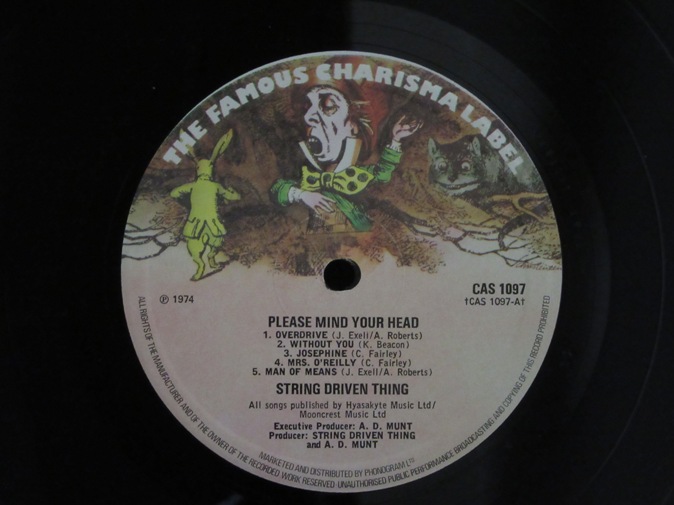 THE FAMOUS CHARISMA LABEL
℗ 1974
CAS 1097
†CAS 1097-A†
PLEASE MIND YOUR HEAD
1. OVERDRIVE (J. Exell/A. Roberts)
2. WITHOUT YOU (K. Beacon)
3. JOSEPHINE (C. Fairley)
4. MRS. O'REILLY (C. Fairley)
5. MAN OF MEANS (J. Exell/A. Roberts)
STRING DRIVEN THING
All songs published by Hyasakyte Music Ltd/
Mooncrest Music Ltd
Executive Producer: A. D. MUNT
Producer: STRING DRIVEN THING
and A. D. MUNT
MARKETED AND DISTRIBUTED BY PHONOGRAM LTD
ALL RIGHTS OF THE MANUFACTURER AND OF THE OWNER OF THE RECORDED WORK RESERVED UNAUTHORISED PUBLIC PERFORMANCE BROADCASTING AND COPYING OF THIS RECORD PROHIBITED